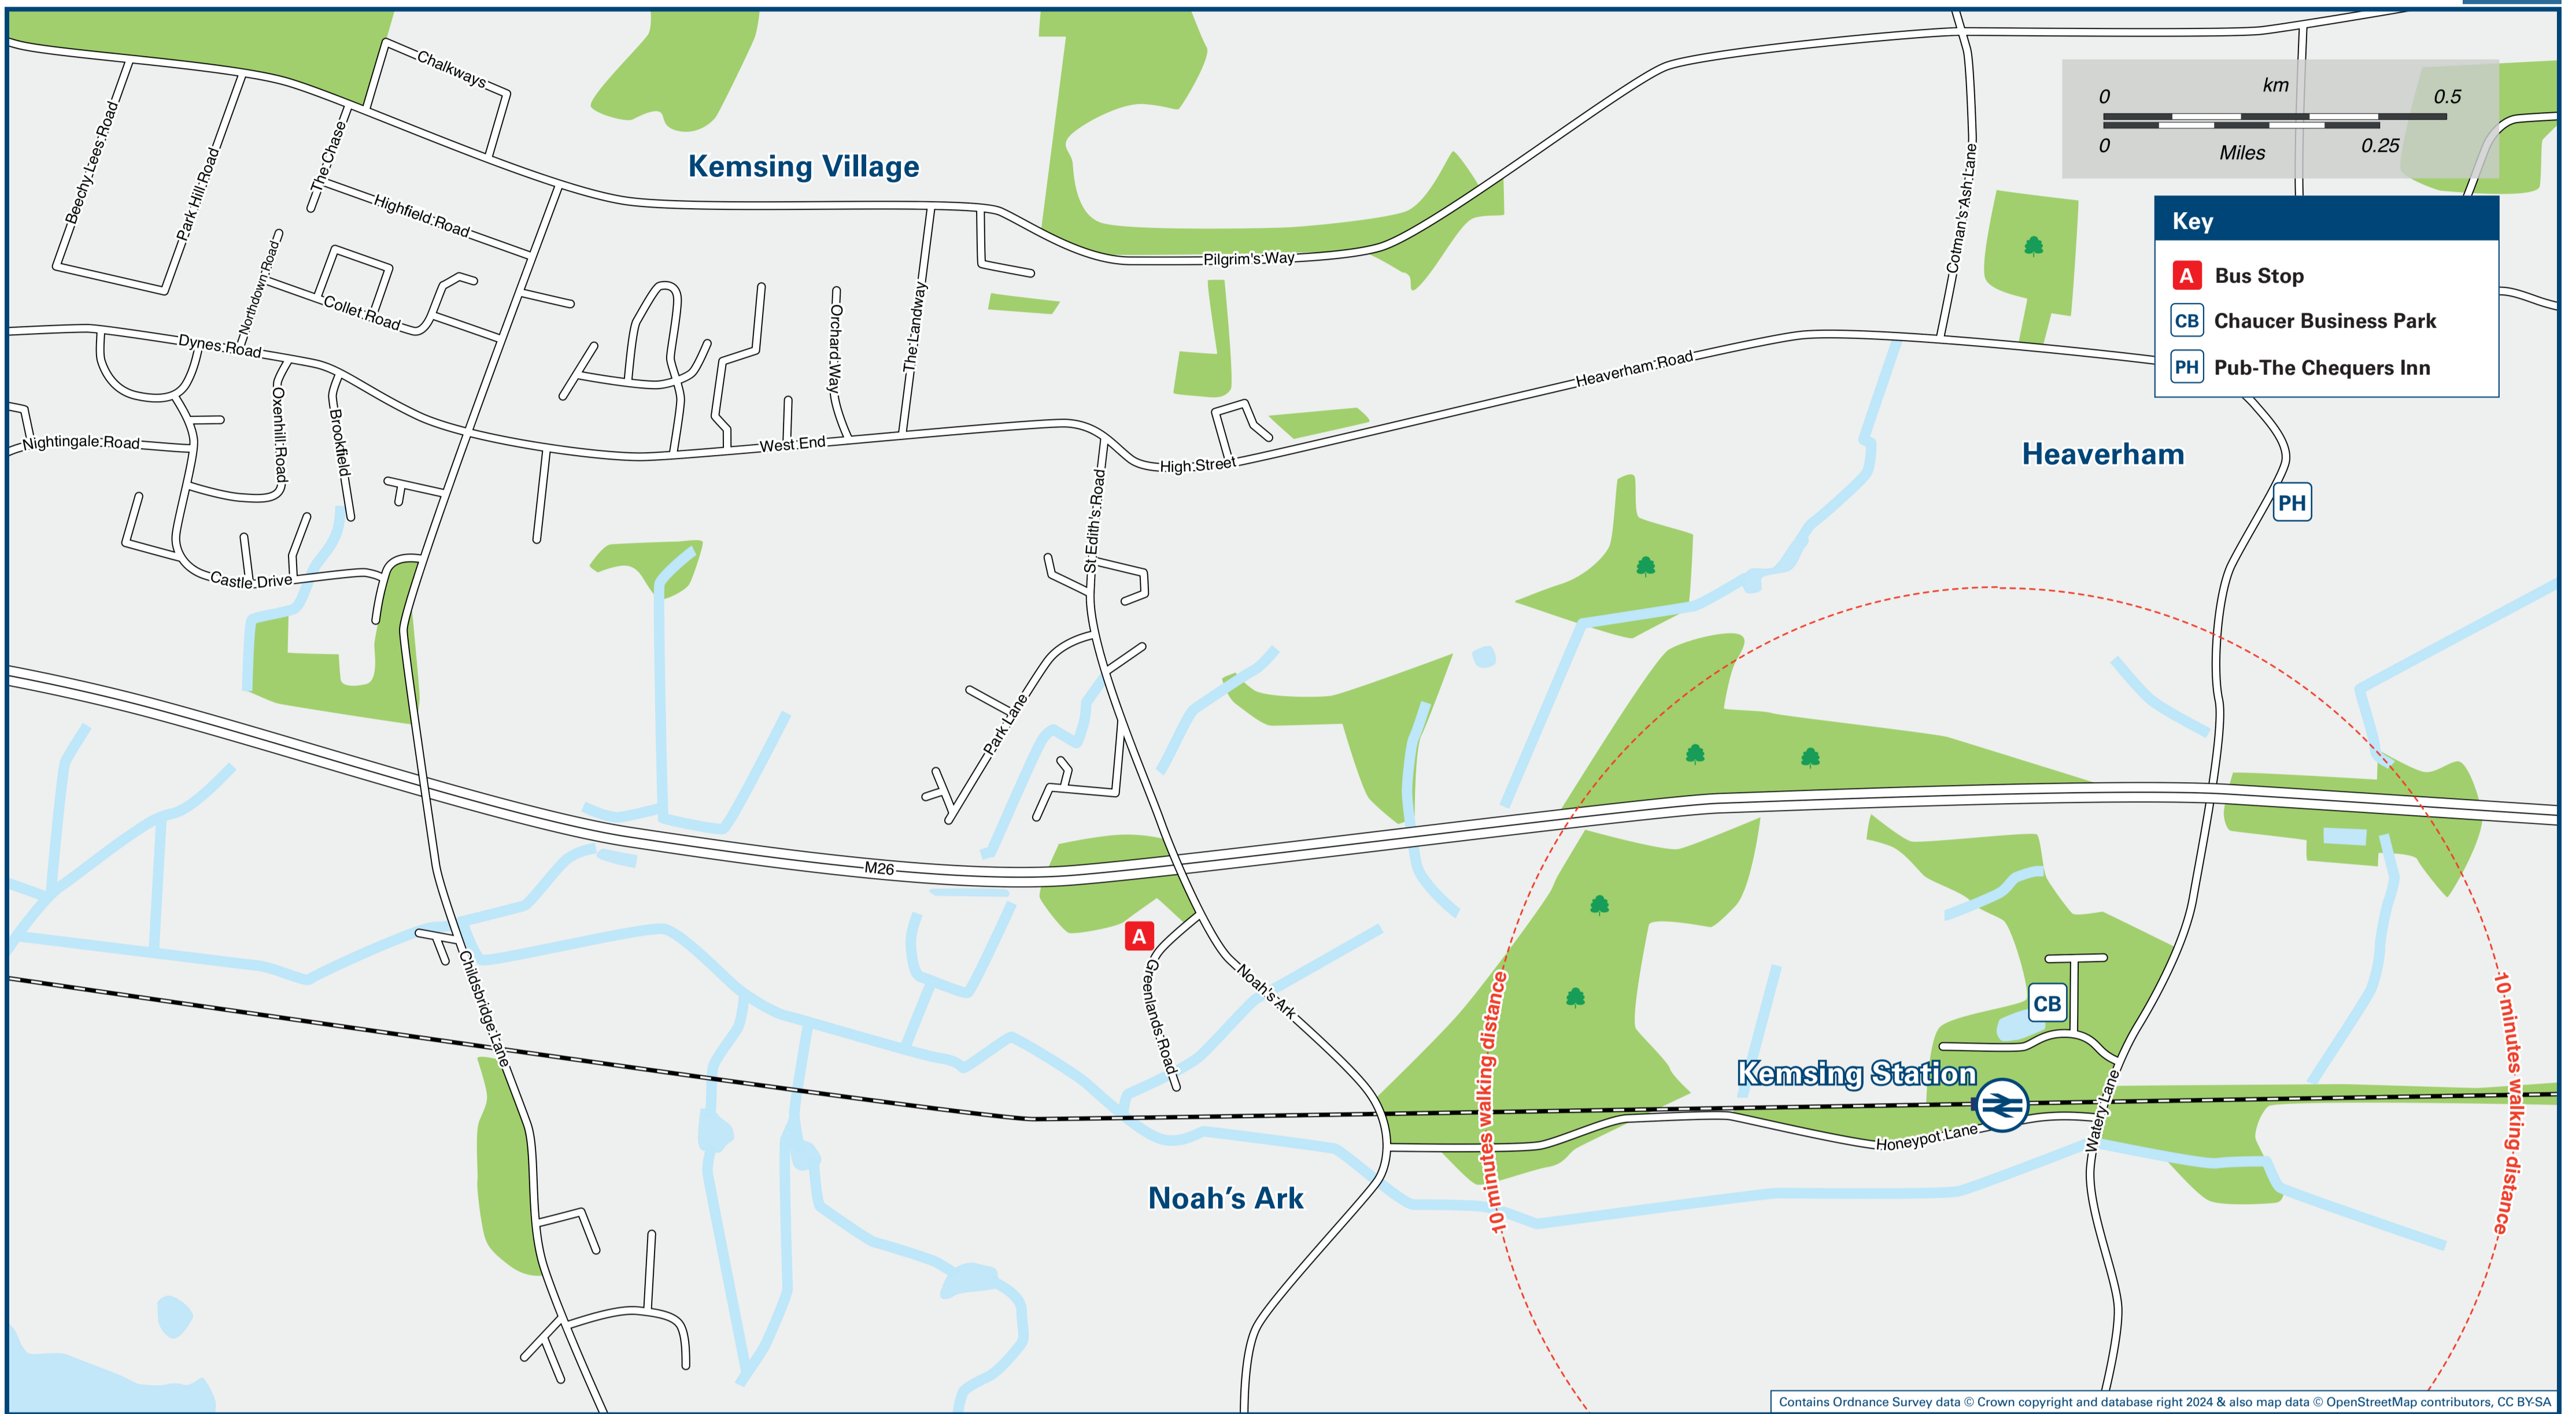 Chalkways
Beechy Lees Road
Park Hill Road
The Chase
Highfield Road
Northdown Road
Collet Road
Dynes Road
Nightingale Road
Oxenhill Road
Brookfield
Castle Drive
Kemsing Village
Pilgrim's Way
Orchard Way
The Landway
West End
High Street
St Edith's Road
Park Lane
Heaverham Road
Cotman's Ash Lane
km
0
0.5
0
Miles
0.25
Key
A Bus Stop
CB Chaucer Business Park
PH Pub-The Chequers Inn
Heaverham
PH
M26
A
Greenlands Road
Noah's Ark
Childsbridge Lane
10 minutes walking distance
10 minutes walking distance
CB
Kemsing Station
Honeypot Lane
Watery Lane
Noah’s Ark
Contains Ordnance Survey data © Crown copyright and database right 2024 & also map data © OpenStreetMap contributors, CC BY-SA